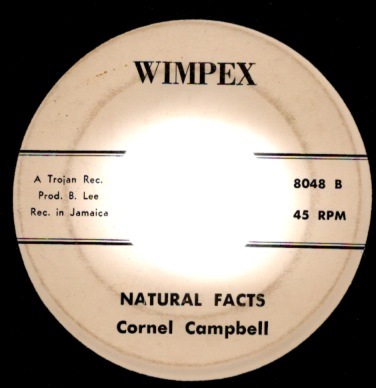 WIMPEX
A Trojan Rec.
Prod. B. Lee
Rec. in Jamaica
8048 B
45 RPM
NATURAL FACTS
Cornel Campbell